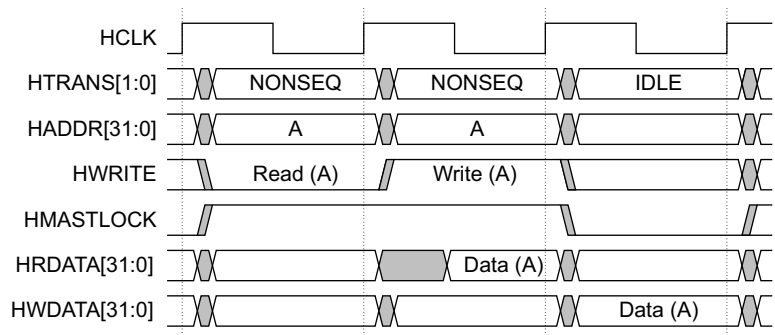 HCLK
HTRANS[1:0] NONSEQ NONSEQ IDLE
HADDR[31:0] A A
HWRITE Read (A) Write (A)
HMASTLOCK
HRDATA[31:0] Data (A)
HWDATA[31:0] Data (A)